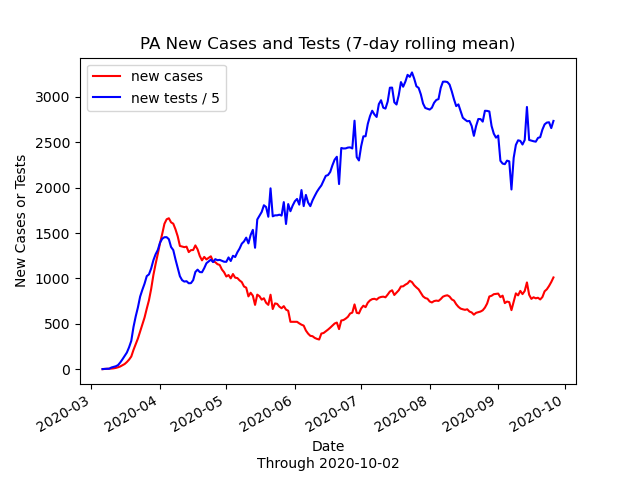 PA New Cases and Tests (7-day rolling mean)
new cases
new tests / 5
New Cases or Tests
3000
2500
2000
1500
1000
500
0
2020-03
2020-04
2020-05
2020-06
2020-07
2020-08
2020-09
2020-10
Date
Through 2020-10-02